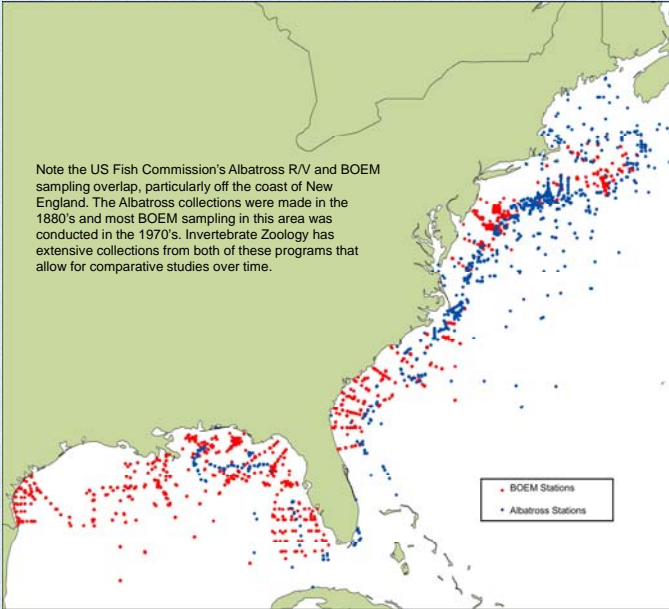 Note the US Fish Commission's Albatross R/V and BOEM
sampling overlap, particularly off the coast of New
England. The Albatross collections were made in the
1880's and most BOEM sampling in this area was
conducted in the 1970's. Invertebrate Zoology has
extensive collections from both of these programs that
allow for comparative studies over time.
BOEM Stations
Albatross Stations